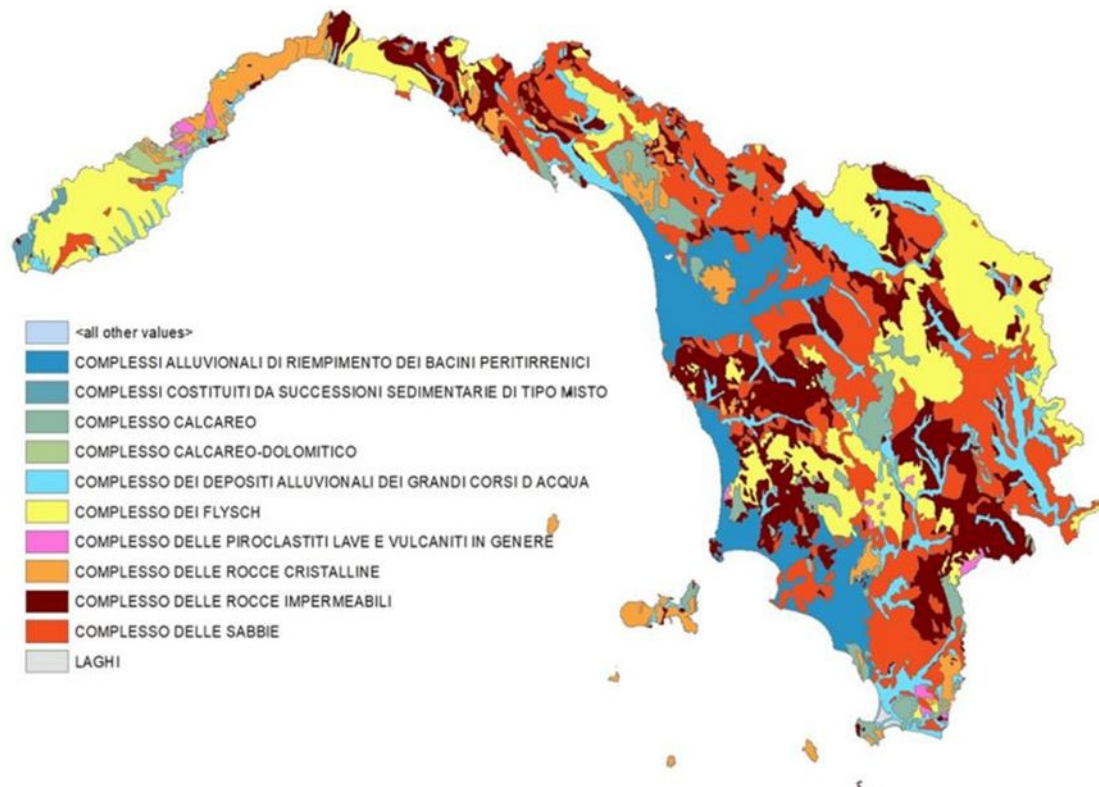 <all other values>
COMPLESSI ALLUVIONALI DI RIEMPIMENTO DEI BACINI PERITIRRENICI
COMPLESSI COSTITUITI DA SUCCESSIONI SEDIMENTARIE DI TIPO MISTO
COMPLESSO CALCAREO
COMPLESSO CALCAREO-DOLOMITICO
COMPLESSO DEI DEPOSITI ALLUVIONALI DEI GRANDI CORSI D ACQUA
COMPLESSO DEI FLYSCH
COMPLESSO DELLE PIROCLASTITI LAVE E VULCANITI IN GENERE
COMPLESSO DELLE ROCCE CRISTALLINE
COMPLESSO DELLE ROCCE IMPERMEABILI
COMPLESSO DELLE SABBIE
LAGHI